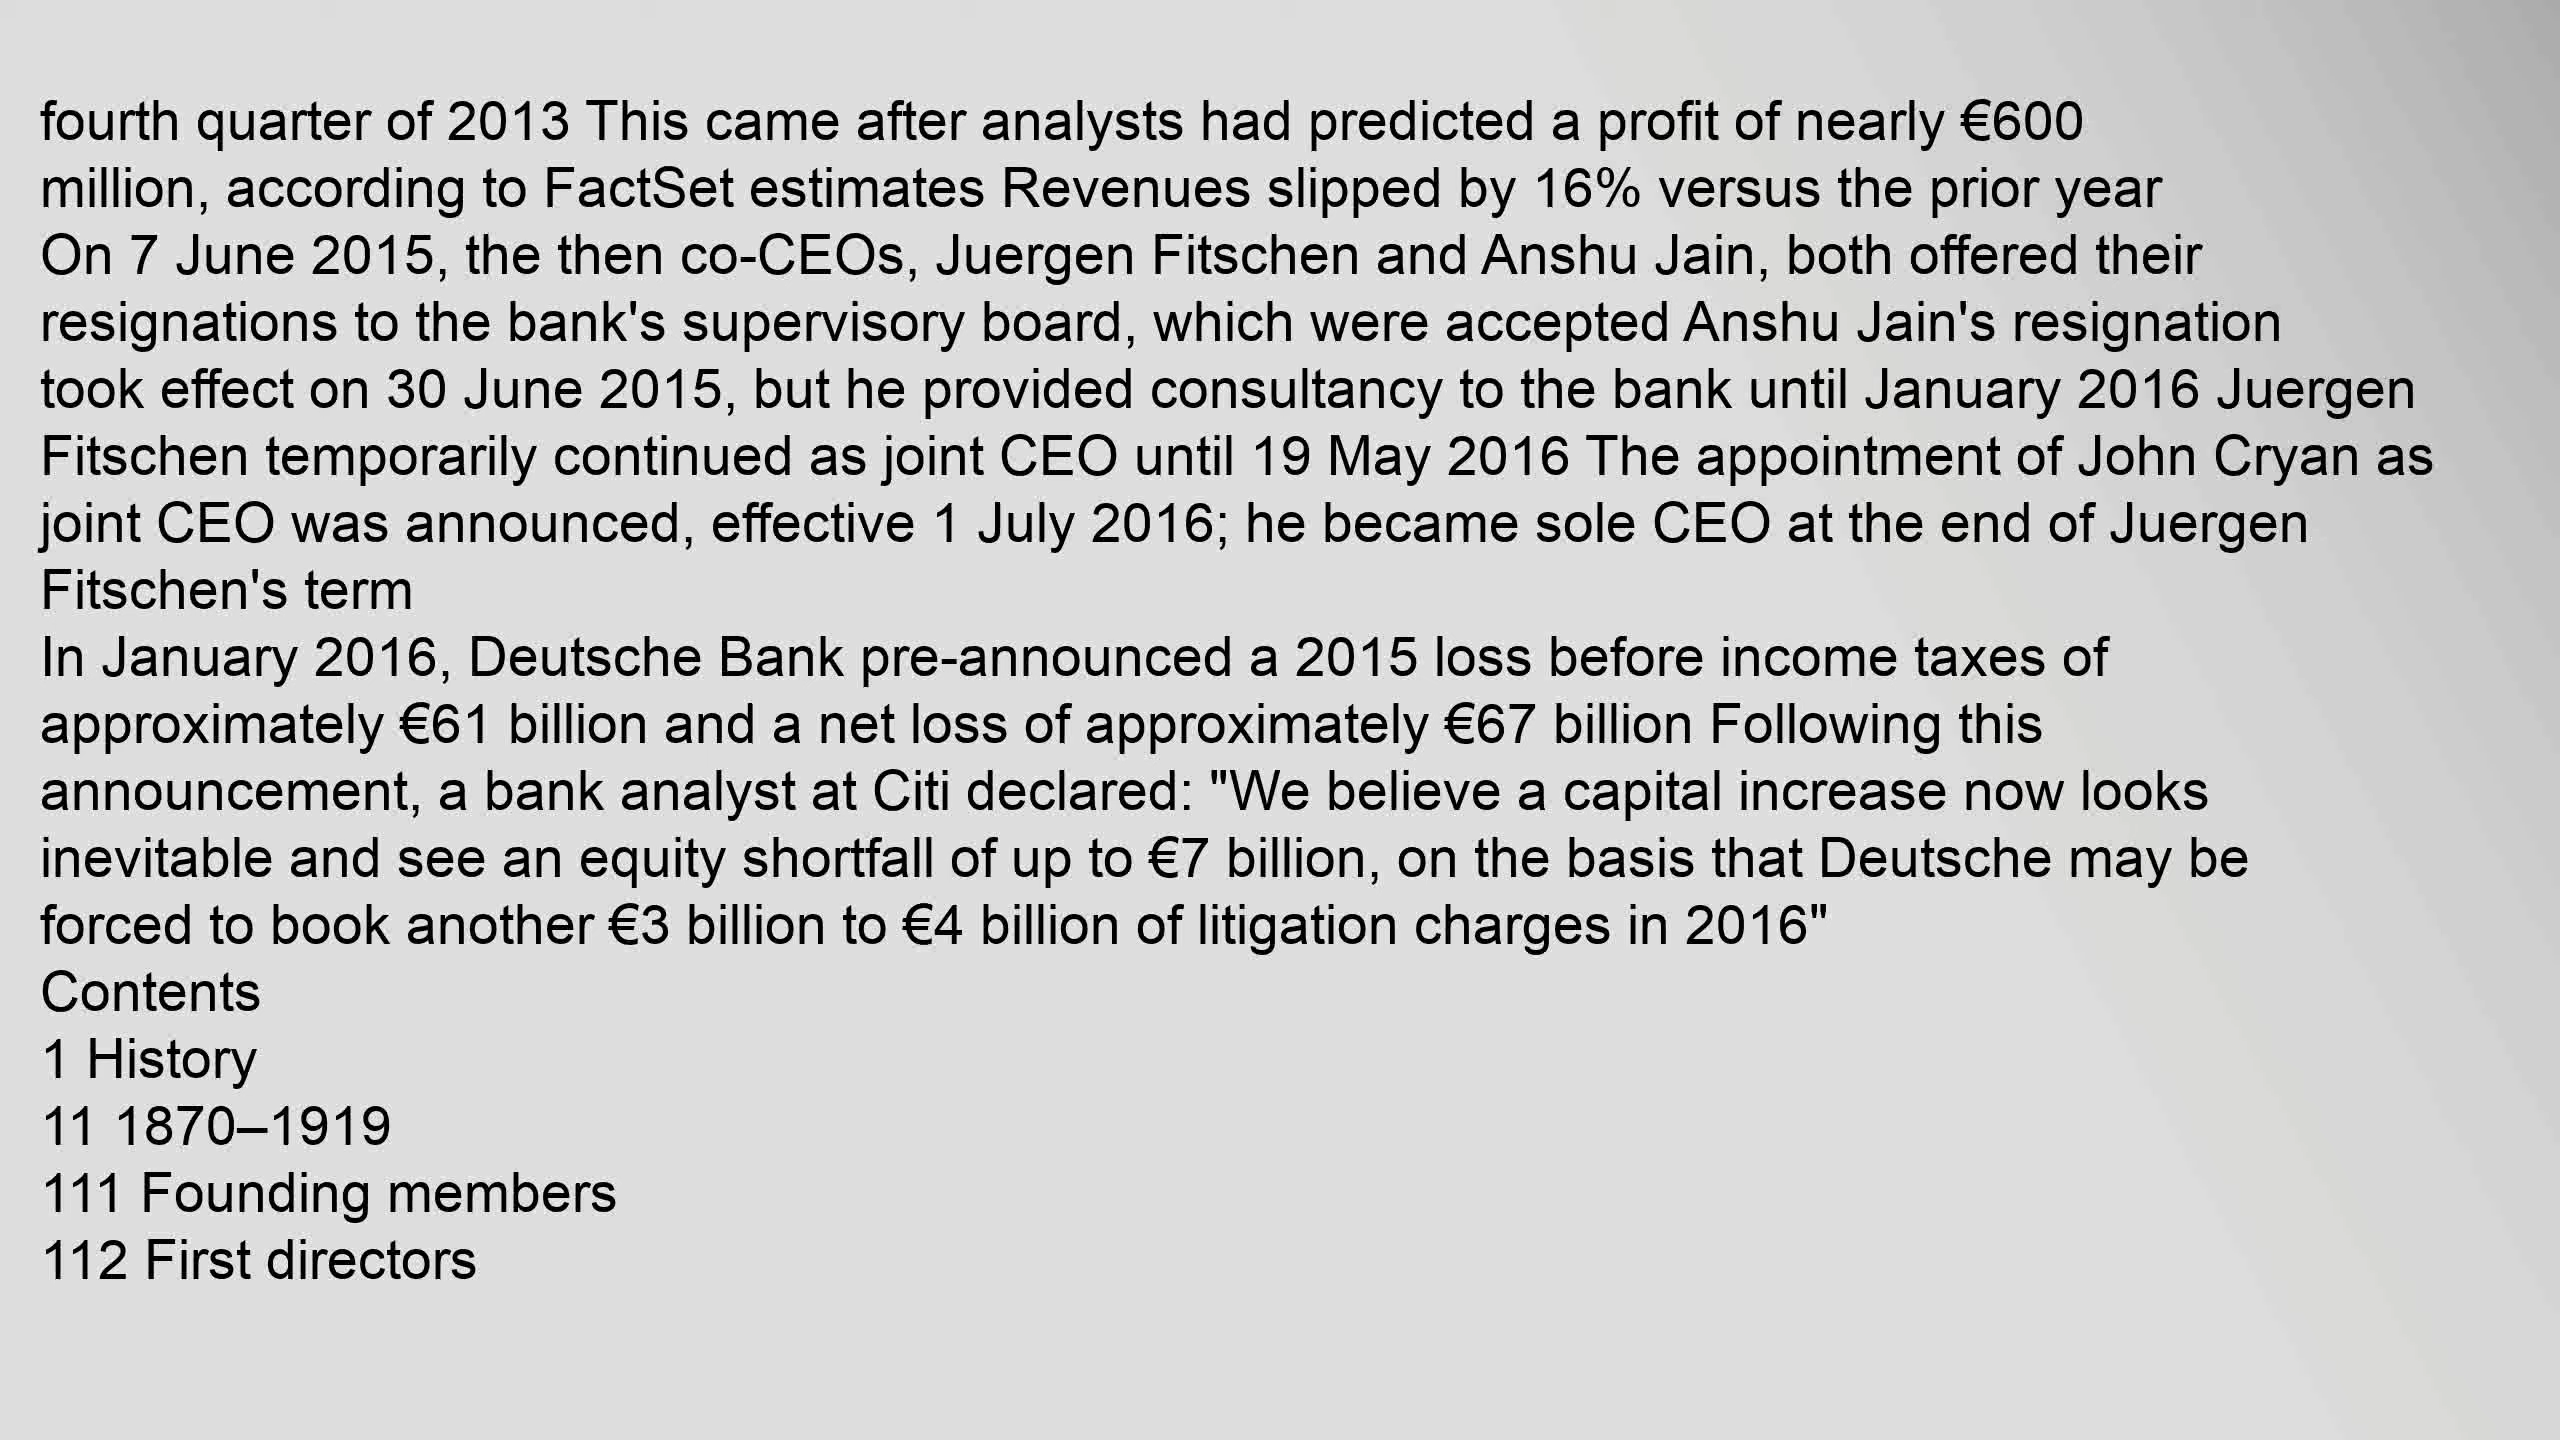 fourth quarter of 2013 This came after analysts had predicted a profit of nearly €600
million, according to FactSet estimates Revenues slipped by 16% versus the prior year
On 7 June 2015, the then co-CEOs, Juergen Fitschen and Anshu Jain, both offered their
resignations to the bank's supervisory board, which were accepted Anshu Jain's resignation
took effect on 30 June 2015, but he provided consultancy to the bank until January 2016 Juergen
Fitschen temporarily continued as joint CEO until 19 May 2016 The appointment of John Cryan as
joint CEO was announced, effective 1 July 2016; he became sole CEO at the end of Juergen
Fitschen's term
In January 2016, Deutsche Bank pre-announced a 2015 loss before income taxes of
approximately €61 billion and a net loss of approximately €67 billion Following this
announcement, a bank analyst at Citi declared: "We believe a capital increase now looks
inevitable and see an equity shortfall of up to €7 billion, on the basis that Deutsche may be
forced to book another €3 billion to €4 billion of litigation charges in 2016"
Contents
1 History
11 1870–1919
111 Founding members
112 First directors